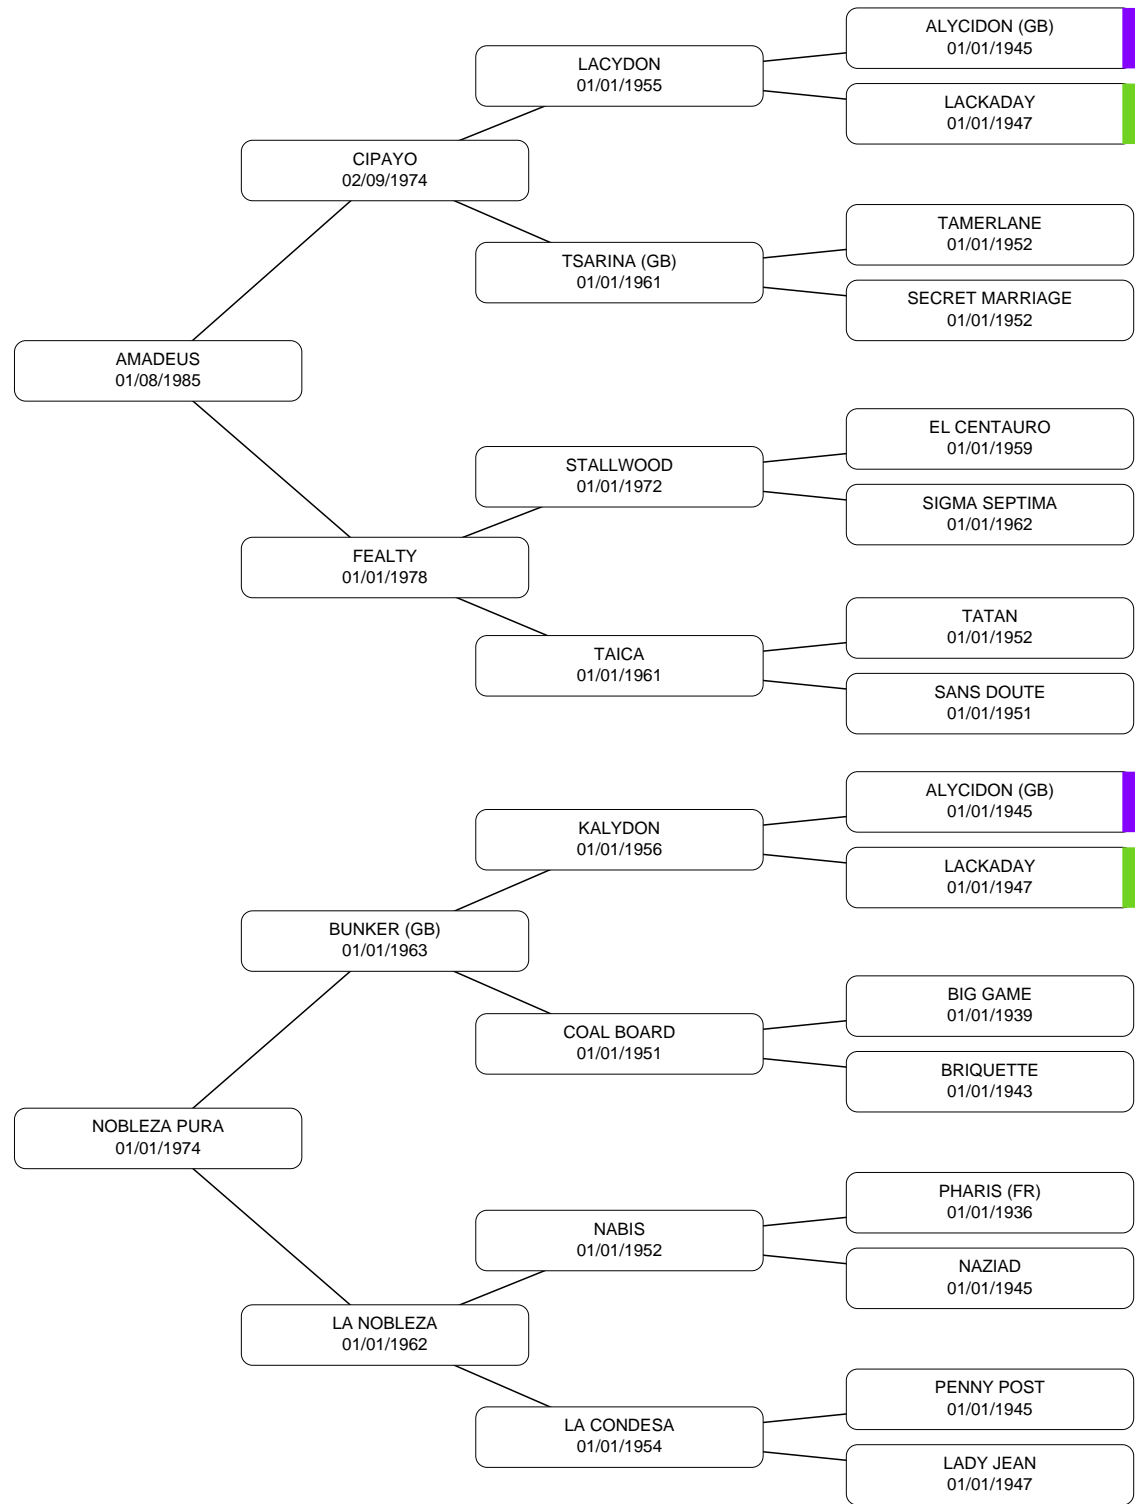 ALYCIDON (GB)
01/01/1945
LACYDON
01/01/1955
LACKADAY
01/01/1947
CIPAYO
02/09/1974
TAMERLANE
01/01/1952
TSARINA (GB)
01/01/1961
SECRET MARRIAGE
01/01/1952
AMADEUS
01/08/1985
EL CENTAURO
01/01/1959
STALLWOOD
01/01/1972
SIGMA SEPTIMA
01/01/1962
FEALTY
01/01/1978
TATAN
01/01/1952
TAICA
01/01/1961
SANS DOUTE
01/01/1951
ALYCIDON (GB)
01/01/1945
KALYDON
01/01/1956
LACKADAY
01/01/1947
BUNKER (GB)
01/01/1963
BIG GAME
01/01/1939
COAL BOARD
01/01/1951
BRIQUETTE
01/01/1943
NOBLEZA PURA
01/01/1974
PHARIS (FR)
01/01/1936
NABIS
01/01/1952
NAZIAD
01/01/1945
LA NOBLEZA
01/01/1962
PENNY POST
01/01/1945
LA CONDESA
01/01/1954
LADY JEAN
01/01/1947